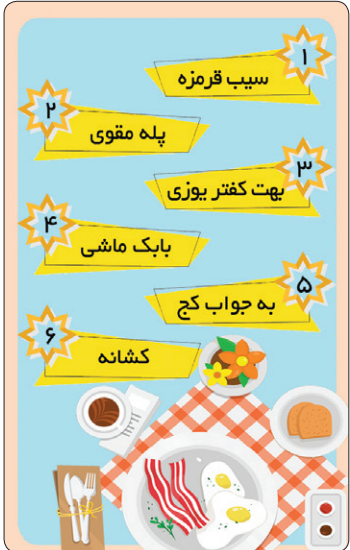 ۱
سیب قرمزه
۲
پله مقوی
۳
بهت کفتر یوزی
۴
بابک ماشی
۵
به جواب کج
۶
کشانه